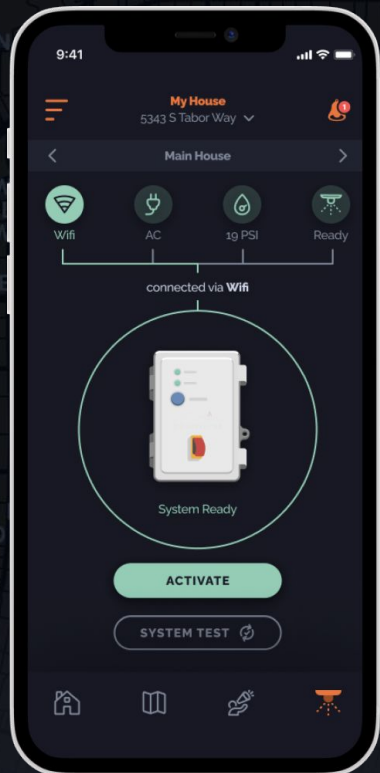 9:41
My House
5343 S Tabor Way
1
Main House
Wifi AC 19 PSI Ready
connected via Wifi
System Ready
ACTIVATE
SYSTEM TEST